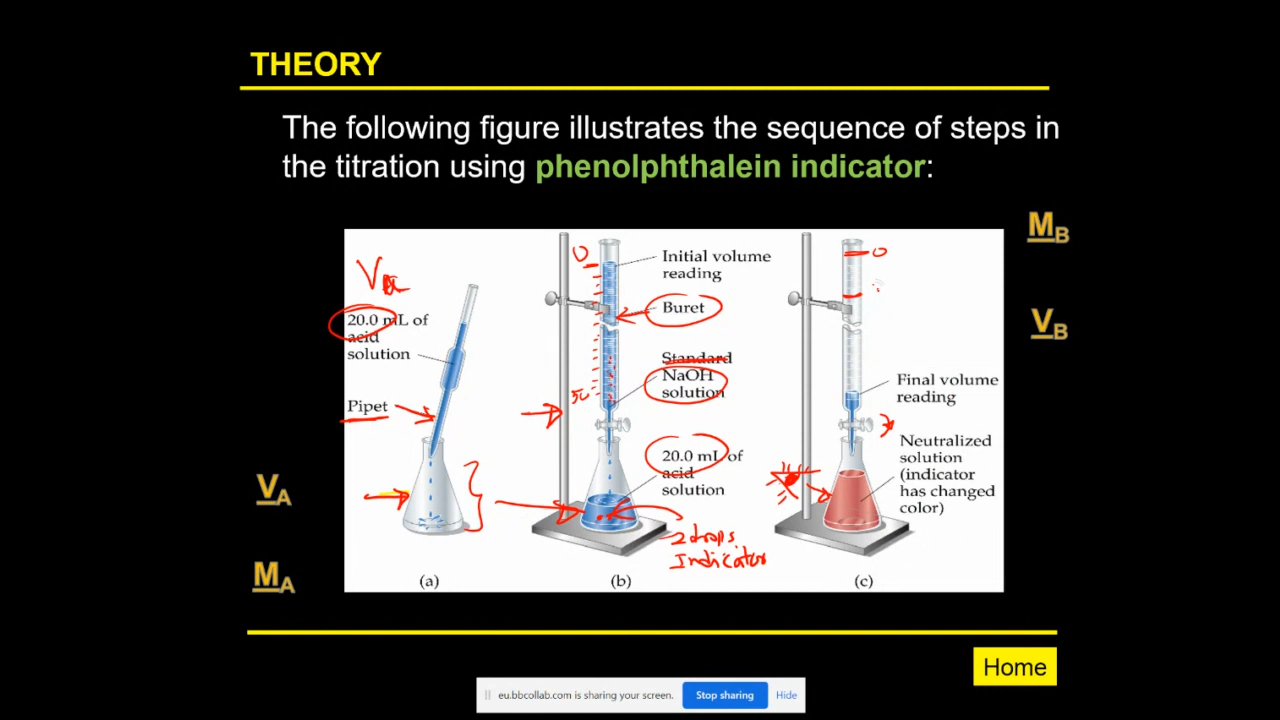 THEORY
The following figure illustrates the sequence of steps in
the titration using phenolphthalein indicator:
M_B
V_B
V_A
M_A
20.0 mL of
acid
solution
Pipet
(a)
0
50
Initial volume
reading
Buret
Standard
NaOH
solution
20.0 mL of
acid
solution
2 drops
Indicator
(b)
0
Final volume
reading
Neutralized
solution
(indicator
has changed
color)
(c)
Home
eu.bbcollab.com is sharing your screen. Stop sharing Hide